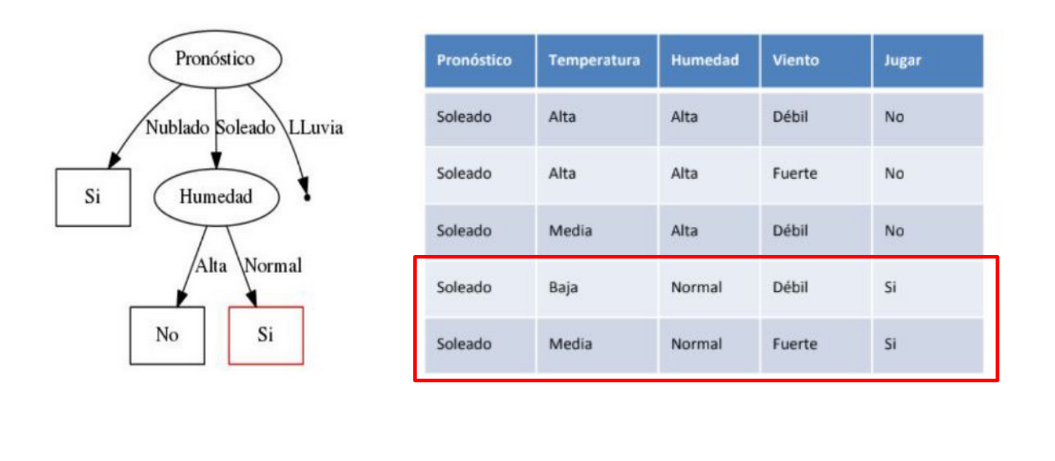 Pronóstico
Nublado Soleado LLuvia
Si Humedad
Alta Normal
No Si
Pronóstico Temperatura Humedad Viento Jugar
Soleado Alta Alta Débil No
Soleado Alta Alta Fuerte No
Soleado Media Alta Débil No
Soleado Baja Normal Débil Si
Soleado Media Normal Fuerte Si